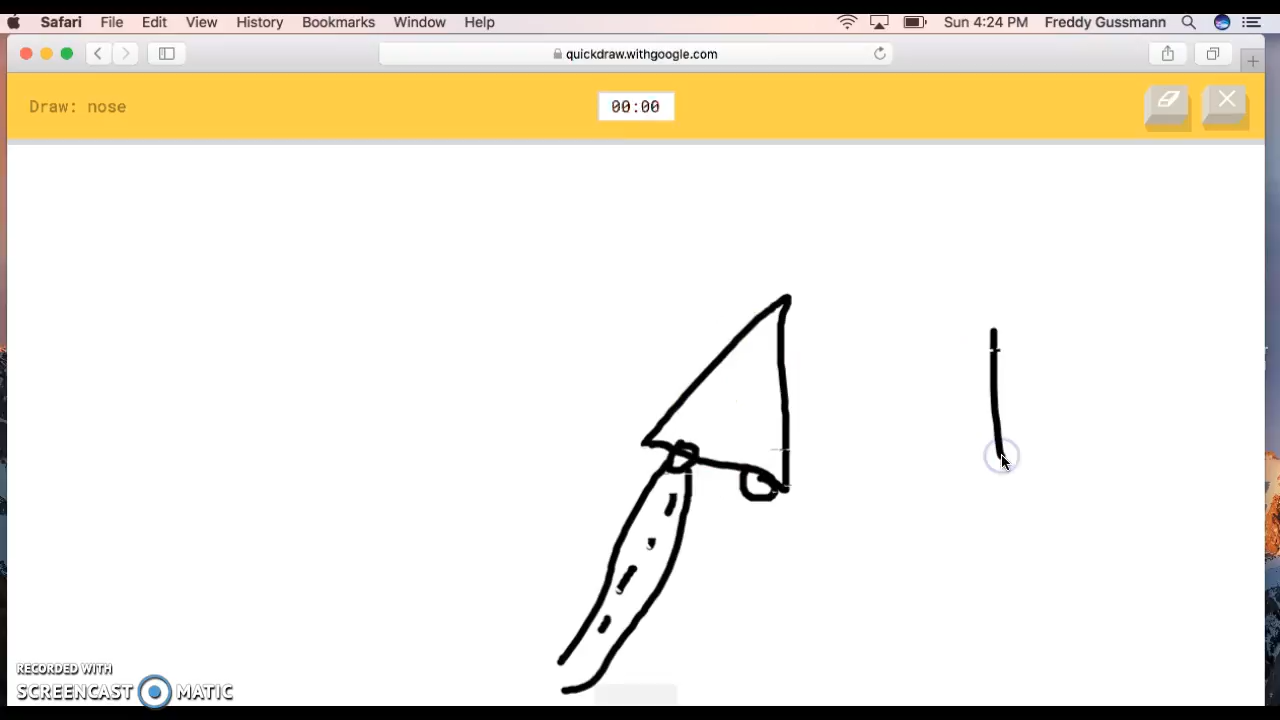 Safari File Edit View History Bookmarks Window Help Sun 4:24 PM Freddy Gussmann
quickdraw.withgoogle.com
Draw: nose 00:00
RECORDED WITH
SCREENCAST MATIC